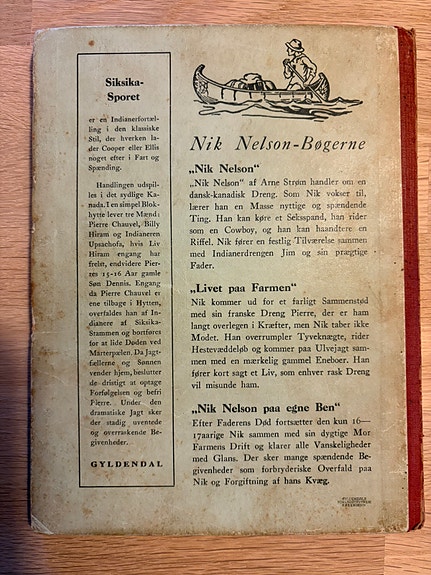 Siksika-
Sporet
er en Indianerfortæl-
ling i den klassiske
Stil, der hverken la-
der Cooper eller Ellis
noget efter i Fart og
Spænding.
Handlingen udspil-
les i det sydlige Ka-
nada. I en simpel Blok-
hytte lever tre Mænd:
Pierre Chauvel, Billy
Hiram og Indianeren
Upsachofa, hvis Liv
Hiram engang har
frelst, endvidere Pier-
res 15-16 Aar gamle
Søn Dennis. Engang
da Pierre Chauvel er
ene tilbage i Hytten,
overfaldes han af In-
dianere af Siksika-
Stammen og bortføres
for at lide Døden ved
Marterpælen. Da Jagt-
fællerne og Sønnen
vender hjem, beslutter
de dristigt at optage
Forfølgelsen og befri
Pierre. Under den
dramatiske Jagt sker
der stadig uventede
og overraskende Be-
givenheder.
GYLDENDAL
Nik Nelson-Bøgerne
„Nik Nelson“
„Nik Nelson“ af Arne Strøm handler om en
dansk-kanadisk Dreng. Som Nik vokser til,
lærer han en Masse nyttige og spændende
Ting. Han kan køre et Seksspand, han rider
som en Cowboy, og han kan haandtere en
Riffel. Nik fører en festlig Tilværelse sammen
med Indianerdrengen Jim og sin prægtige
Fader.
„Livet paa Farmen“
Nik kommer ud for et farligt Sammenstød
med sin franske Dreng Pierre, der er ham
langt overlegen i Kræfter, men Nik taber ikke
Modet. Han overrumpler Tyveknægte, rider
Hestevæddeløb og kommer paa Ulvejagt sam-
men med en mærkelig gammel Eneboer. Han
fører kort sagt et Liv, som enhver rask Dreng
vil misunde ham.
„Nik Nelson paa egne Ben“
Efter Faderens Død fortsætter den kun 16—
17aarige Nik sammen med sin dygtige Mor
Farmens Drift og klarer alle Vanskeligheder
med Glans. Der sker mange spændende Be-
givenheder som forbryderiske Overfald paa
Nik og Forgiftning af hans Kvæg.